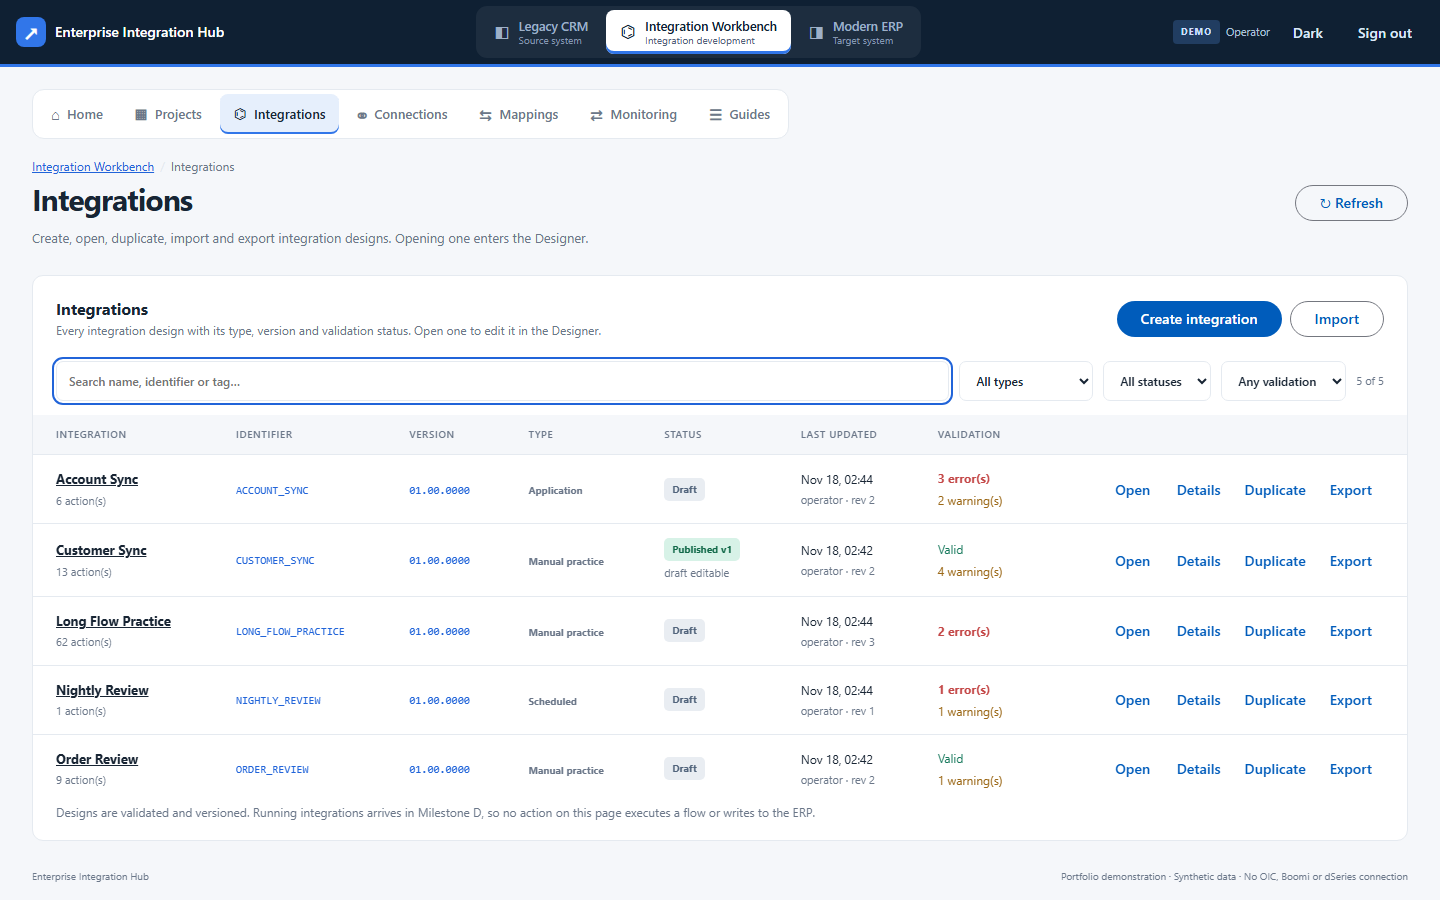 Enterprise Integration Hub
Legacy CRM
Source system
Integration Workbench
Integration development
Modern ERP
Target system
DEMO Operator
Dark
Sign out
Home
Projects
Integrations
Connections
Mappings
Monitoring
Guides
Integration Workbench / Integrations
Integrations
Refresh
Create, open, duplicate, import and export integration designs. Opening one enters the Designer.
Integrations
Every integration design with its type, version and validation status. Open one to edit it in the Designer.
Create integration
Import
Search name, identifier or tag...
All types
All statuses
Any validation
5 of 5
INTEGRATION IDENTIFIER VERSION TYPE STATUS LAST UPDATED VALIDATION
Account Sync
6 action(s)
ACCOUNT_SYNC
01.00.0000
Application
Draft
Nov 18, 02:44
operator · rev 2
3 error(s)
2 warning(s)
Open Details Duplicate Export
Customer Sync
13 action(s)
CUSTOMER_SYNC
01.00.0000
Manual practice
Published v1
draft editable
Nov 18, 02:42
operator · rev 2
Valid
4 warning(s)
Open Details Duplicate Export
Long Flow Practice
62 action(s)
LONG_FLOW_PRACTICE
01.00.0000
Manual practice
Draft
Nov 18, 02:44
operator · rev 3
2 error(s)
Open Details Duplicate Export
Nightly Review
1 action(s)
NIGHTLY_REVIEW
01.00.0000
Scheduled
Draft
Nov 18, 02:44
operator · rev 1
1 error(s)
1 warning(s)
Open Details Duplicate Export
Order Review
9 action(s)
ORDER_REVIEW
01.00.0000
Manual practice
Draft
Nov 18, 02:42
operator · rev 2
Valid
1 warning(s)
Open Details Duplicate Export
Designs are validated and versioned. Running integrations arrives in Milestone D, so no action on this page executes a flow or writes to the ERP.
Enterprise Integration Hub
Portfolio demonstration · Synthetic data · No OIC, Boomi or dSeries connection